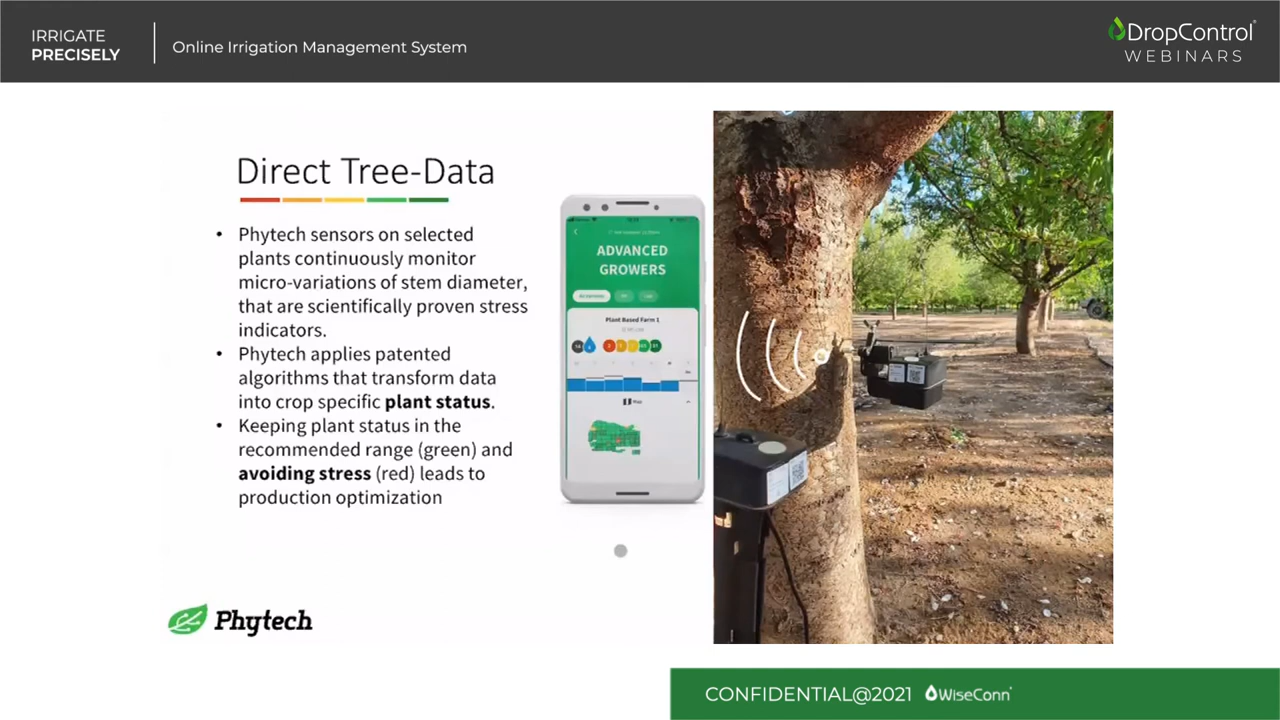 IRRIGATE
PRECISELY
Online Irrigation Management System
DropControl
WEBINARS
Direct Tree-Data
• Phytech sensors on selected
plants continuously monitor
micro-variations of stem diameter,
that are scientifically proven stress
indicators.
• Phytech applies patented
algorithms that transform data
into crop specific plant status.
• Keeping plant status in the
recommended range (green) and
avoiding stress (red) leads to
production optimization
ADVANCED
GROWERS
Plant Based Farm 1
Map
Phytech
CONFIDENTIAL@2021
WiseConn